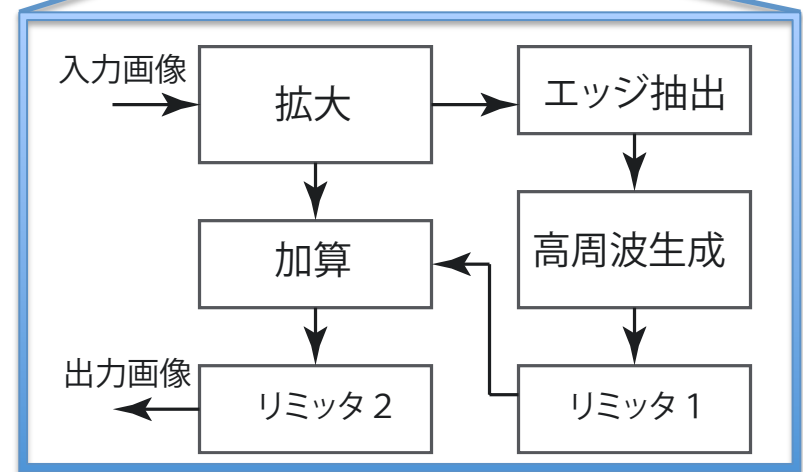 入力画像
拡大
エッジ抽出
加算
高周波生成
出力画像
リミッタ2
リミッタ1